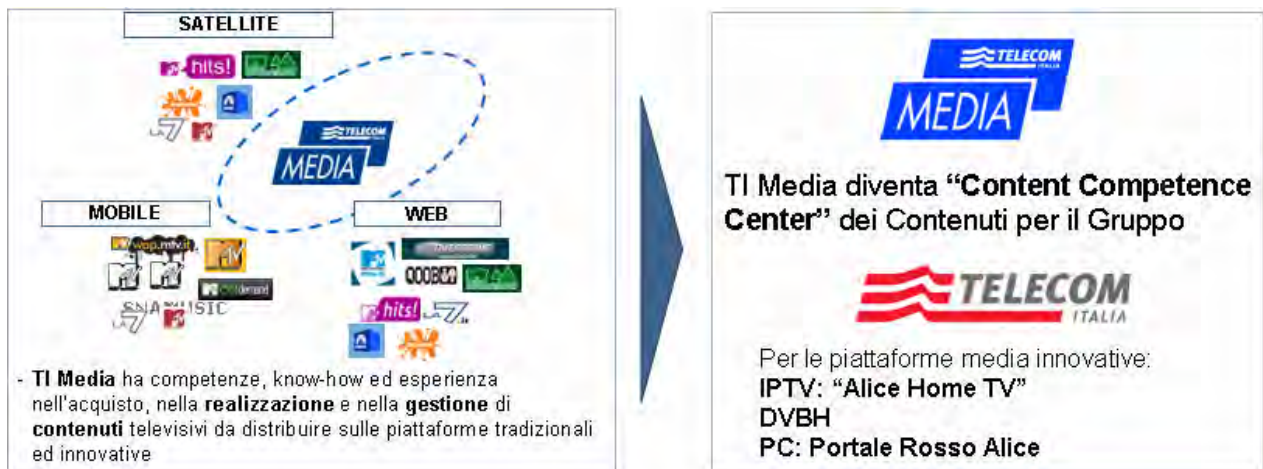 SATELLITE
hits!
LA7
TELECOM
MEDIA
MOBILE
WEB
wap.mtv.it
QOOB
hits!
LA7
- TI Media ha competenze, know-how ed esperienza
nell'acquisto, nella realizzazione e nella gestione di
contenuti televisivi da distribuire sulle piattaforme tradizionali
ed innovative
TELECOM
ITALIA
MEDIA
TI Media diventa “Content Competence
Center” dei Contenuti per il Gruppo
TELECOM
ITALIA
Per le piattaforme media innovative:
IPTV: “Alice Home TV”
DVBH
PC: Portale Rosso Alice